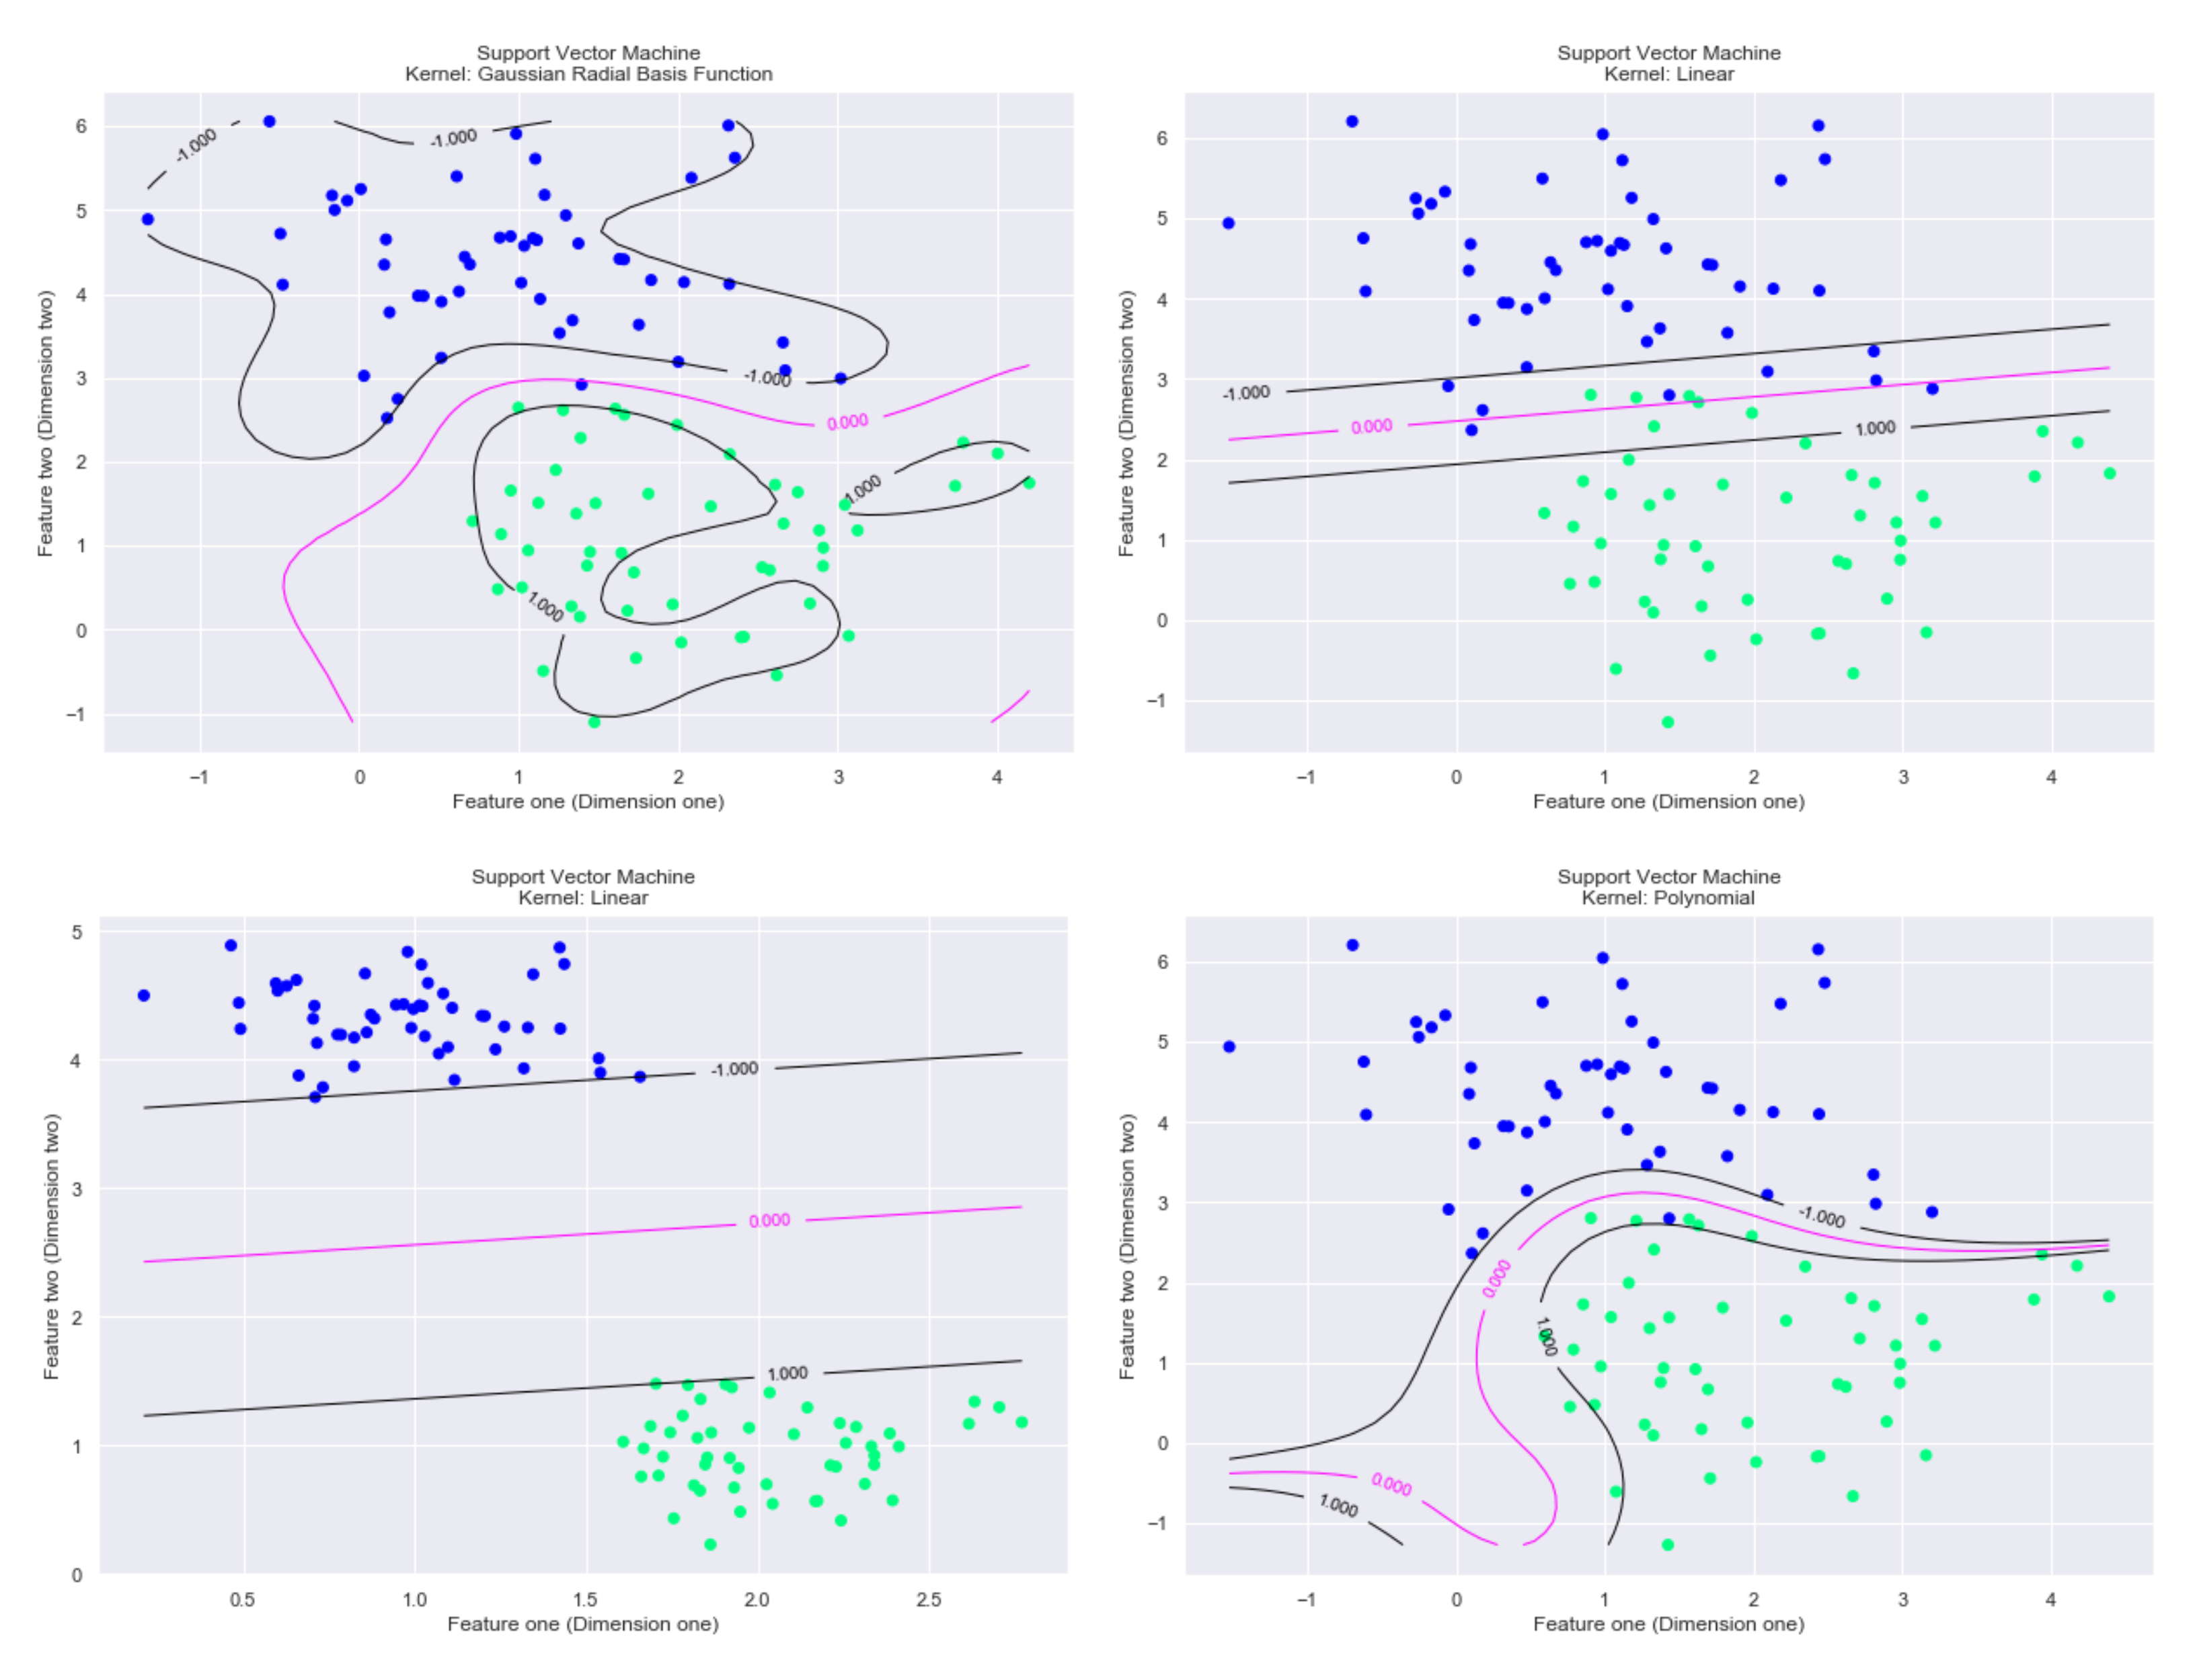 Support Vector Machine
Kernel: Gaussian Radial Basis Function
6
5
4
3
2
1
0
−1
Feature two (Dimension two)
-1.000
-1.000
-1.000
0.000
1.000
1.000
−1 0 1 2 3 4
Feature one (Dimension one)
Support Vector Machine
Kernel: Linear
6
5
4
3
2
1
0
−1
Feature two (Dimension two)
-1.000
0.000
1.000
−1 0 1 2 3 4
Feature one (Dimension one)
Support Vector Machine
Kernel: Linear
5
4
3
2
1
0
Feature two (Dimension two)
-1.000
0.000
1.000
0.5 1.0 1.5 2.0 2.5
Feature one (Dimension one)
Support Vector Machine
Kernel: Polynomial
6
5
4
3
2
1
0
−1
Feature two (Dimension two)
-1.000
0.000
1.000
0.000
1.000
−1 0 1 2 3 4
Feature one (Dimension one)